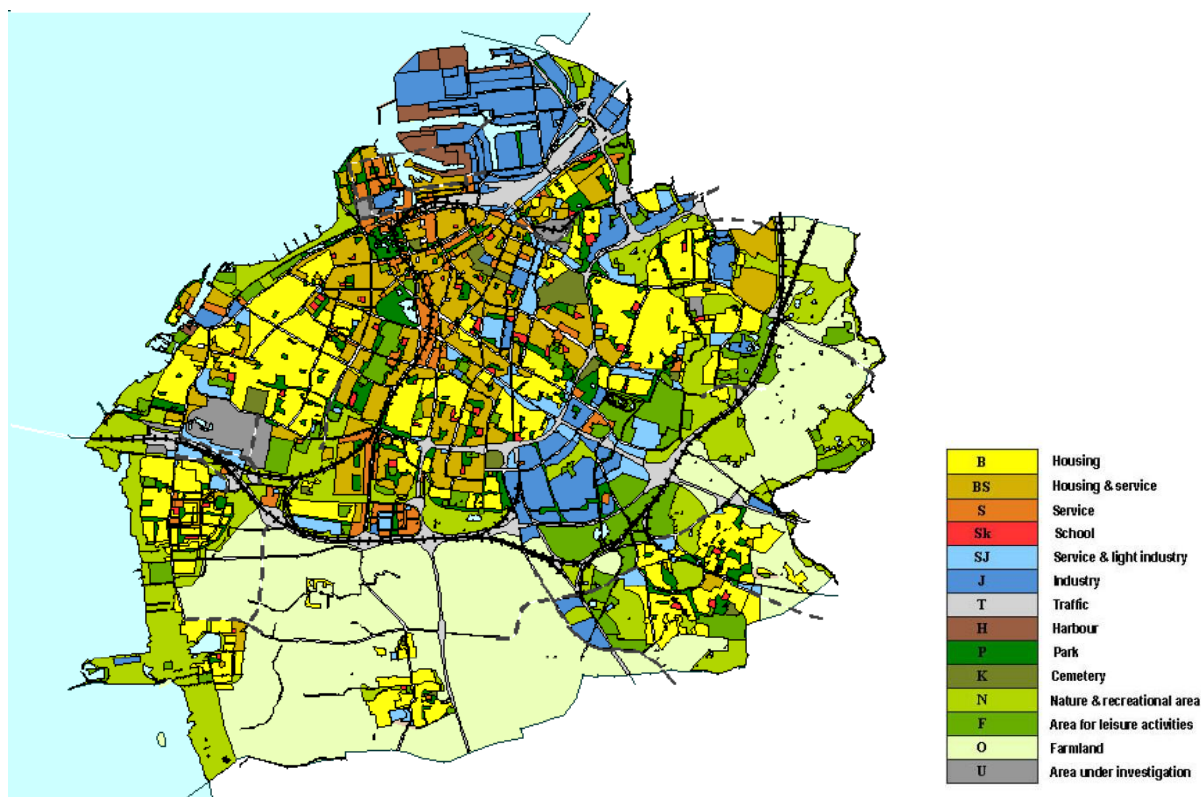 B Housing
BS Housing & service
S Service
Sk School
SJ Service & light industry
J Industry
T Traffic
H Harbour
P Park
K Cemetery
N Nature & recreational area
F Area for leisure activities
O Farmland
U Area under investigation